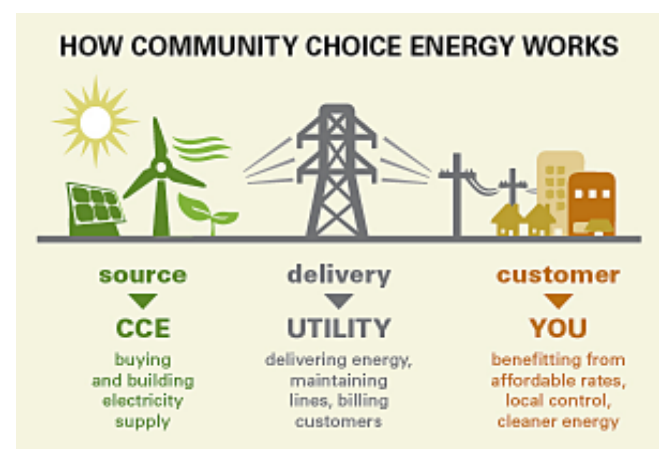 HOW COMMUNITY CHOICE ENERGY WORKS
source
CCE
buying
and building
electricity
supply
delivery
UTILITY
delivering energy,
maintaining
lines, billing
customers
customer
YOU
benefitting from
affordable rates,
local control,
cleaner energy